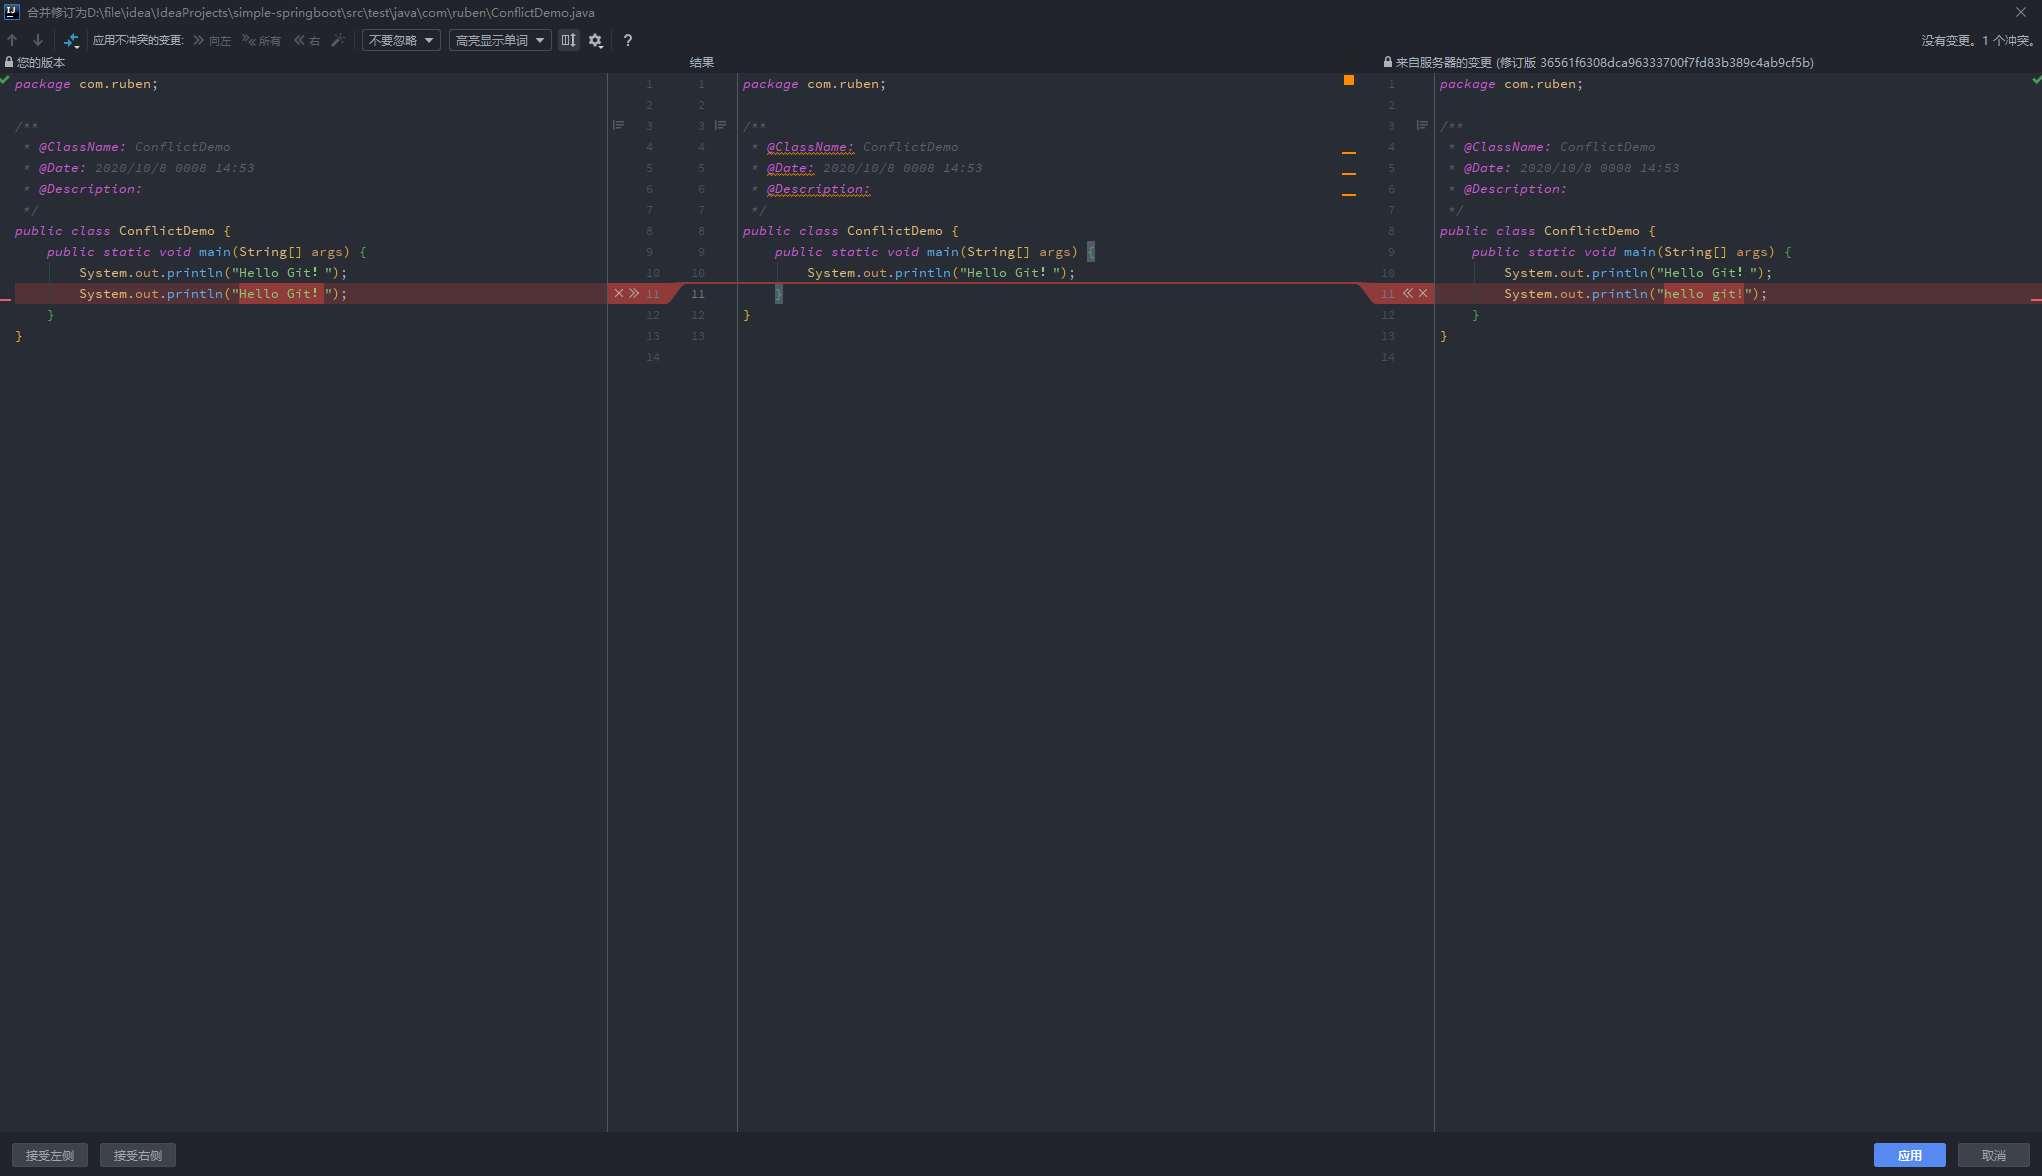 合并修订为D:\file\idea\IdeaProjects\simple-springboot\src\test\java\com\ruben\ConflictDemo.java
应用不冲突的变更: 向左 所有 右 不要忽略 高亮显示单词 ?
没有变更。1 个冲突。
您的版本
package com.ruben;
/**
* @ClassName: ConflictDemo
* @Date: 2020/10/8 0008 14:53
* @Description:
*/
public class ConflictDemo {
public static void main(String[] args) {
System.out.println("Hello Git！");
System.out.println("Hello Git！");
}
}
1
2
3
4
5
6
7
8
9
10
11
12
13
14
结果
1
2
3
4
5
6
7
8
9
10
11
12
13
package com.ruben;
/**
* @ClassName: ConflictDemo
* @Date: 2020/10/8 0008 14:53
* @Description:
*/
public class ConflictDemo {
public static void main(String[] args) {
System.out.println("Hello Git！");
}
}
来自服务器的变更 (修订版 36561f6308dca96333700f7fd83b389c4ab9cf5b)
1
2
3
4
5
6
7
8
9
10
11
12
13
14
package com.ruben;
/**
* @ClassName: ConflictDemo
* @Date: 2020/10/8 0008 14:53
* @Description:
*/
public class ConflictDemo {
public static void main(String[] args) {
System.out.println("Hello Git！");
System.out.println("hello git!");
}
}
接受左侧 接受右侧 应用 取消